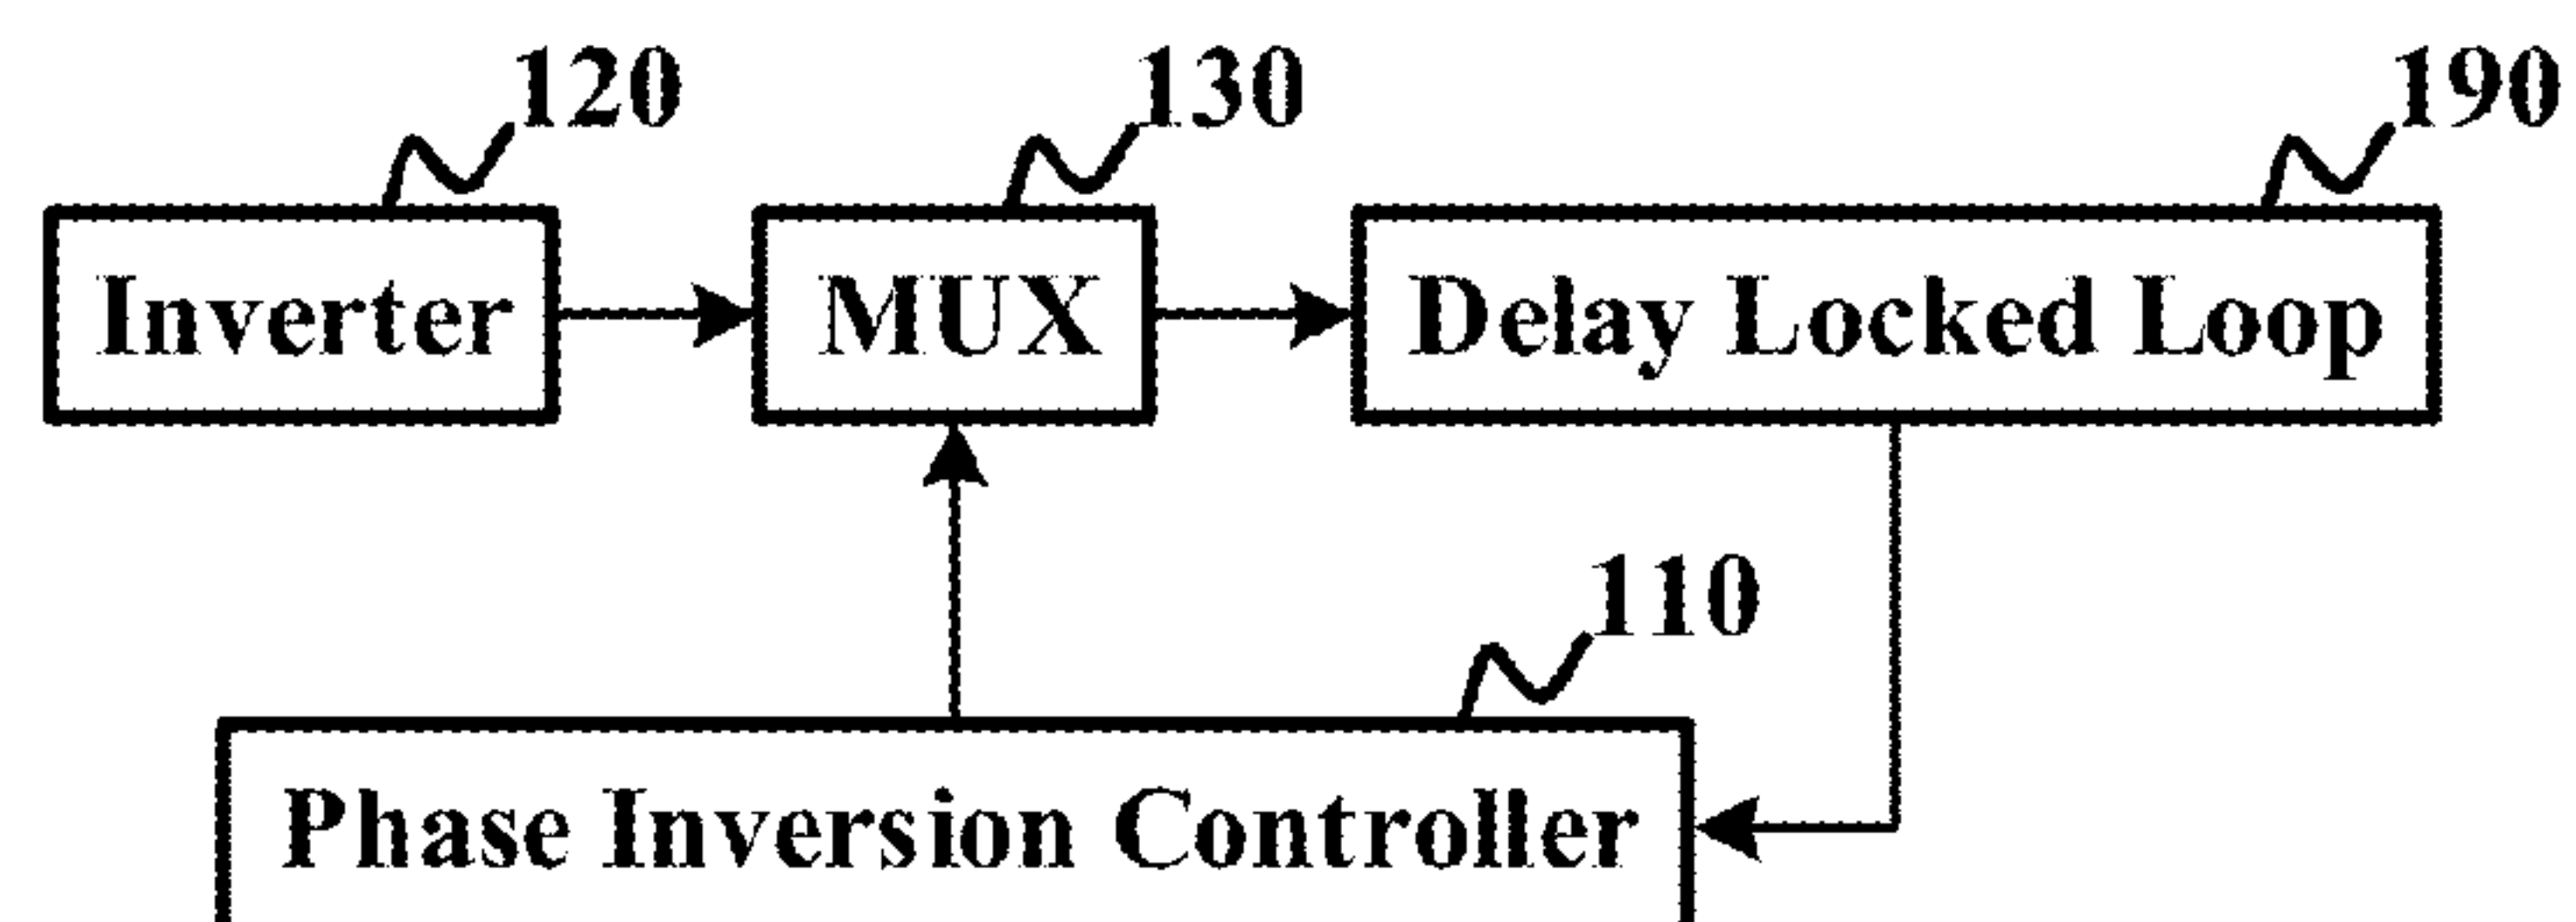 120
130
190
Inverter
MUX
Delay Locked Loop
110
Phase Inversion Controller